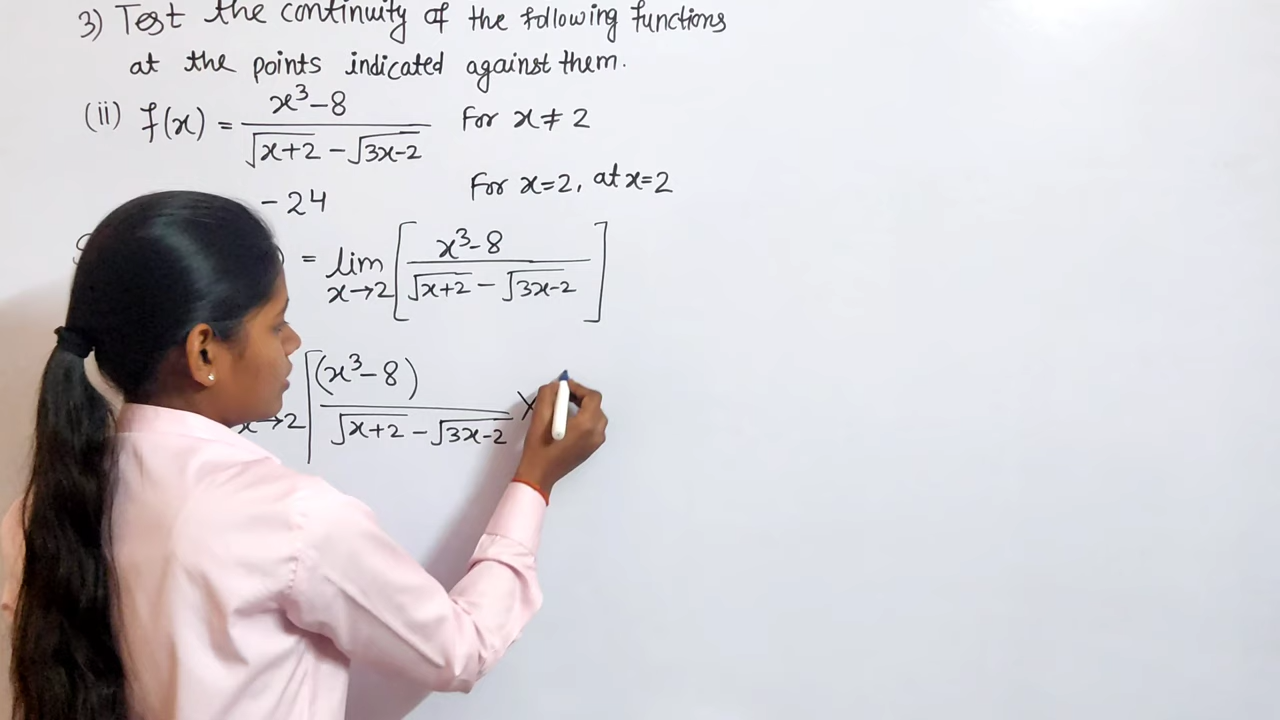 3) Test the continuity of the following functions
at the points indicated against them.
(ii) f(x) = x³-8 / √x+2 - √3x-2 For x ≠ 2
-24 For x=2, at x=2
= lim x→2 [ x³-8 / √x+2 - √3x-2 ]
x→2 [ (x³-8) / √x+2 - √3x-2 ×